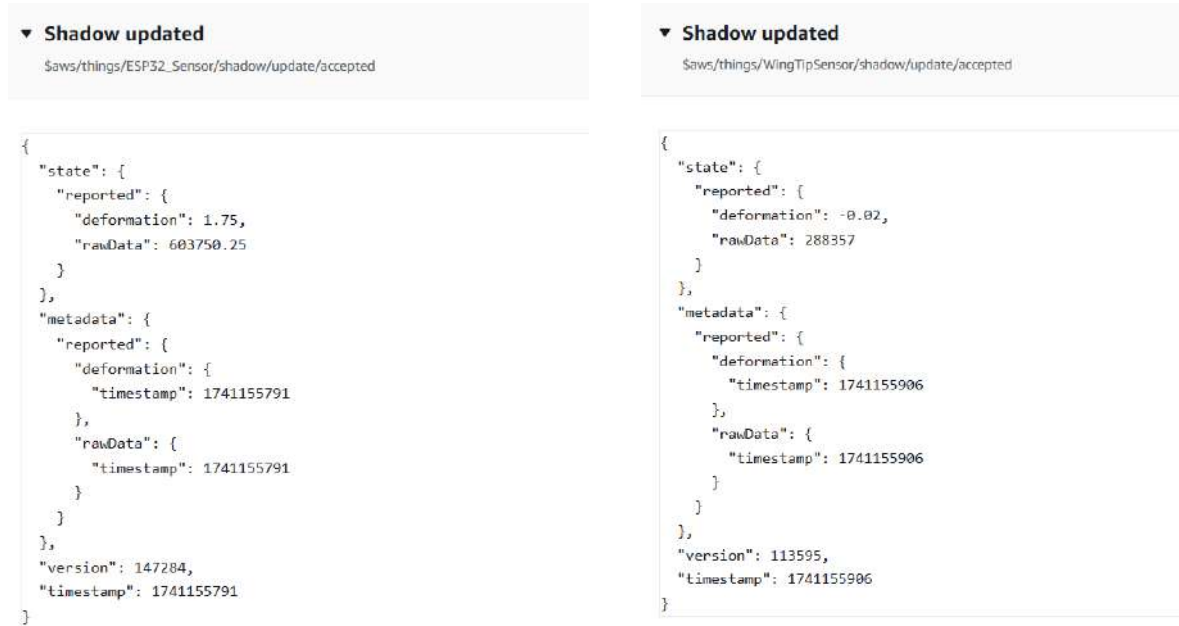 ▼ Shadow updated
$aws/things/ESP32_Sensor/shadow/update/accepted
{
  "state": {
    "reported": {
      "deformation": 1.75,
      "rawData": 603750.25
    }
  },
  "metadata": {
    "reported": {
      "deformation": {
        "timestamp": 1741155791
      },
      "rawData": {
        "timestamp": 1741155791
      }
    }
  },
  "version": 147284,
  "timestamp": 1741155791
}
▼ Shadow updated
$aws/things/WingTipSensor/shadow/update/accepted
{
  "state": {
    "reported": {
      "deformation": -0.02,
      "rawData": 288357
    }
  },
  "metadata": {
    "reported": {
      "deformation": {
        "timestamp": 1741155906
      },
      "rawData": {
        "timestamp": 1741155906
      }
    }
  },
  "version": 113595,
  "timestamp": 1741155906
}